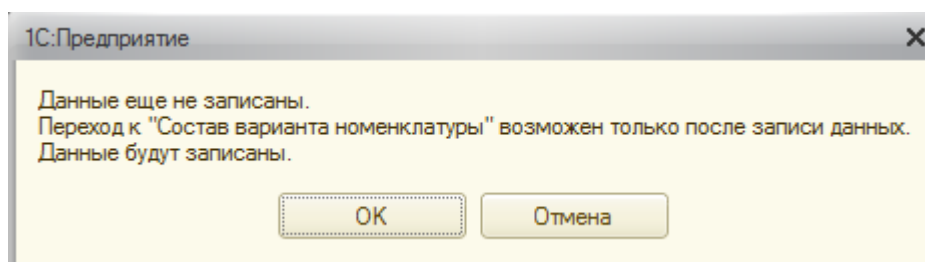 1С:Предприятие
Данные еще не записаны.
Переход к "Состав варианта номенклатуры" возможен только после записи данных.
Данные будут записаны.
ОК
Отмена